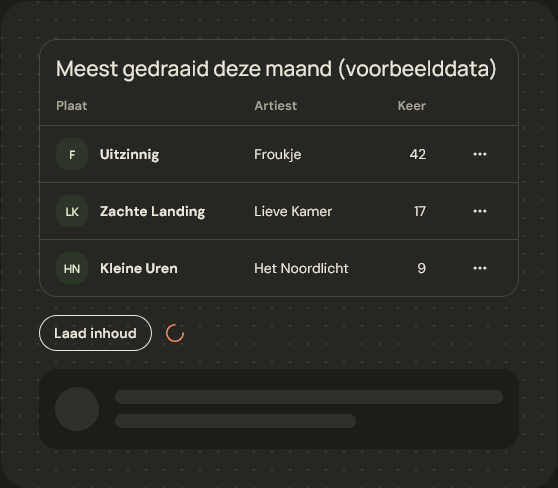 Meest gedraaid deze maand (voorbeelddata)
Plaat Artiest Keer
F Uitzinnig Froukje 42 ···
LK Zachte Landing Lieve Kamer 17 ···
HN Kleine Uren Het Noordlicht 9 ···
Laad inhoud